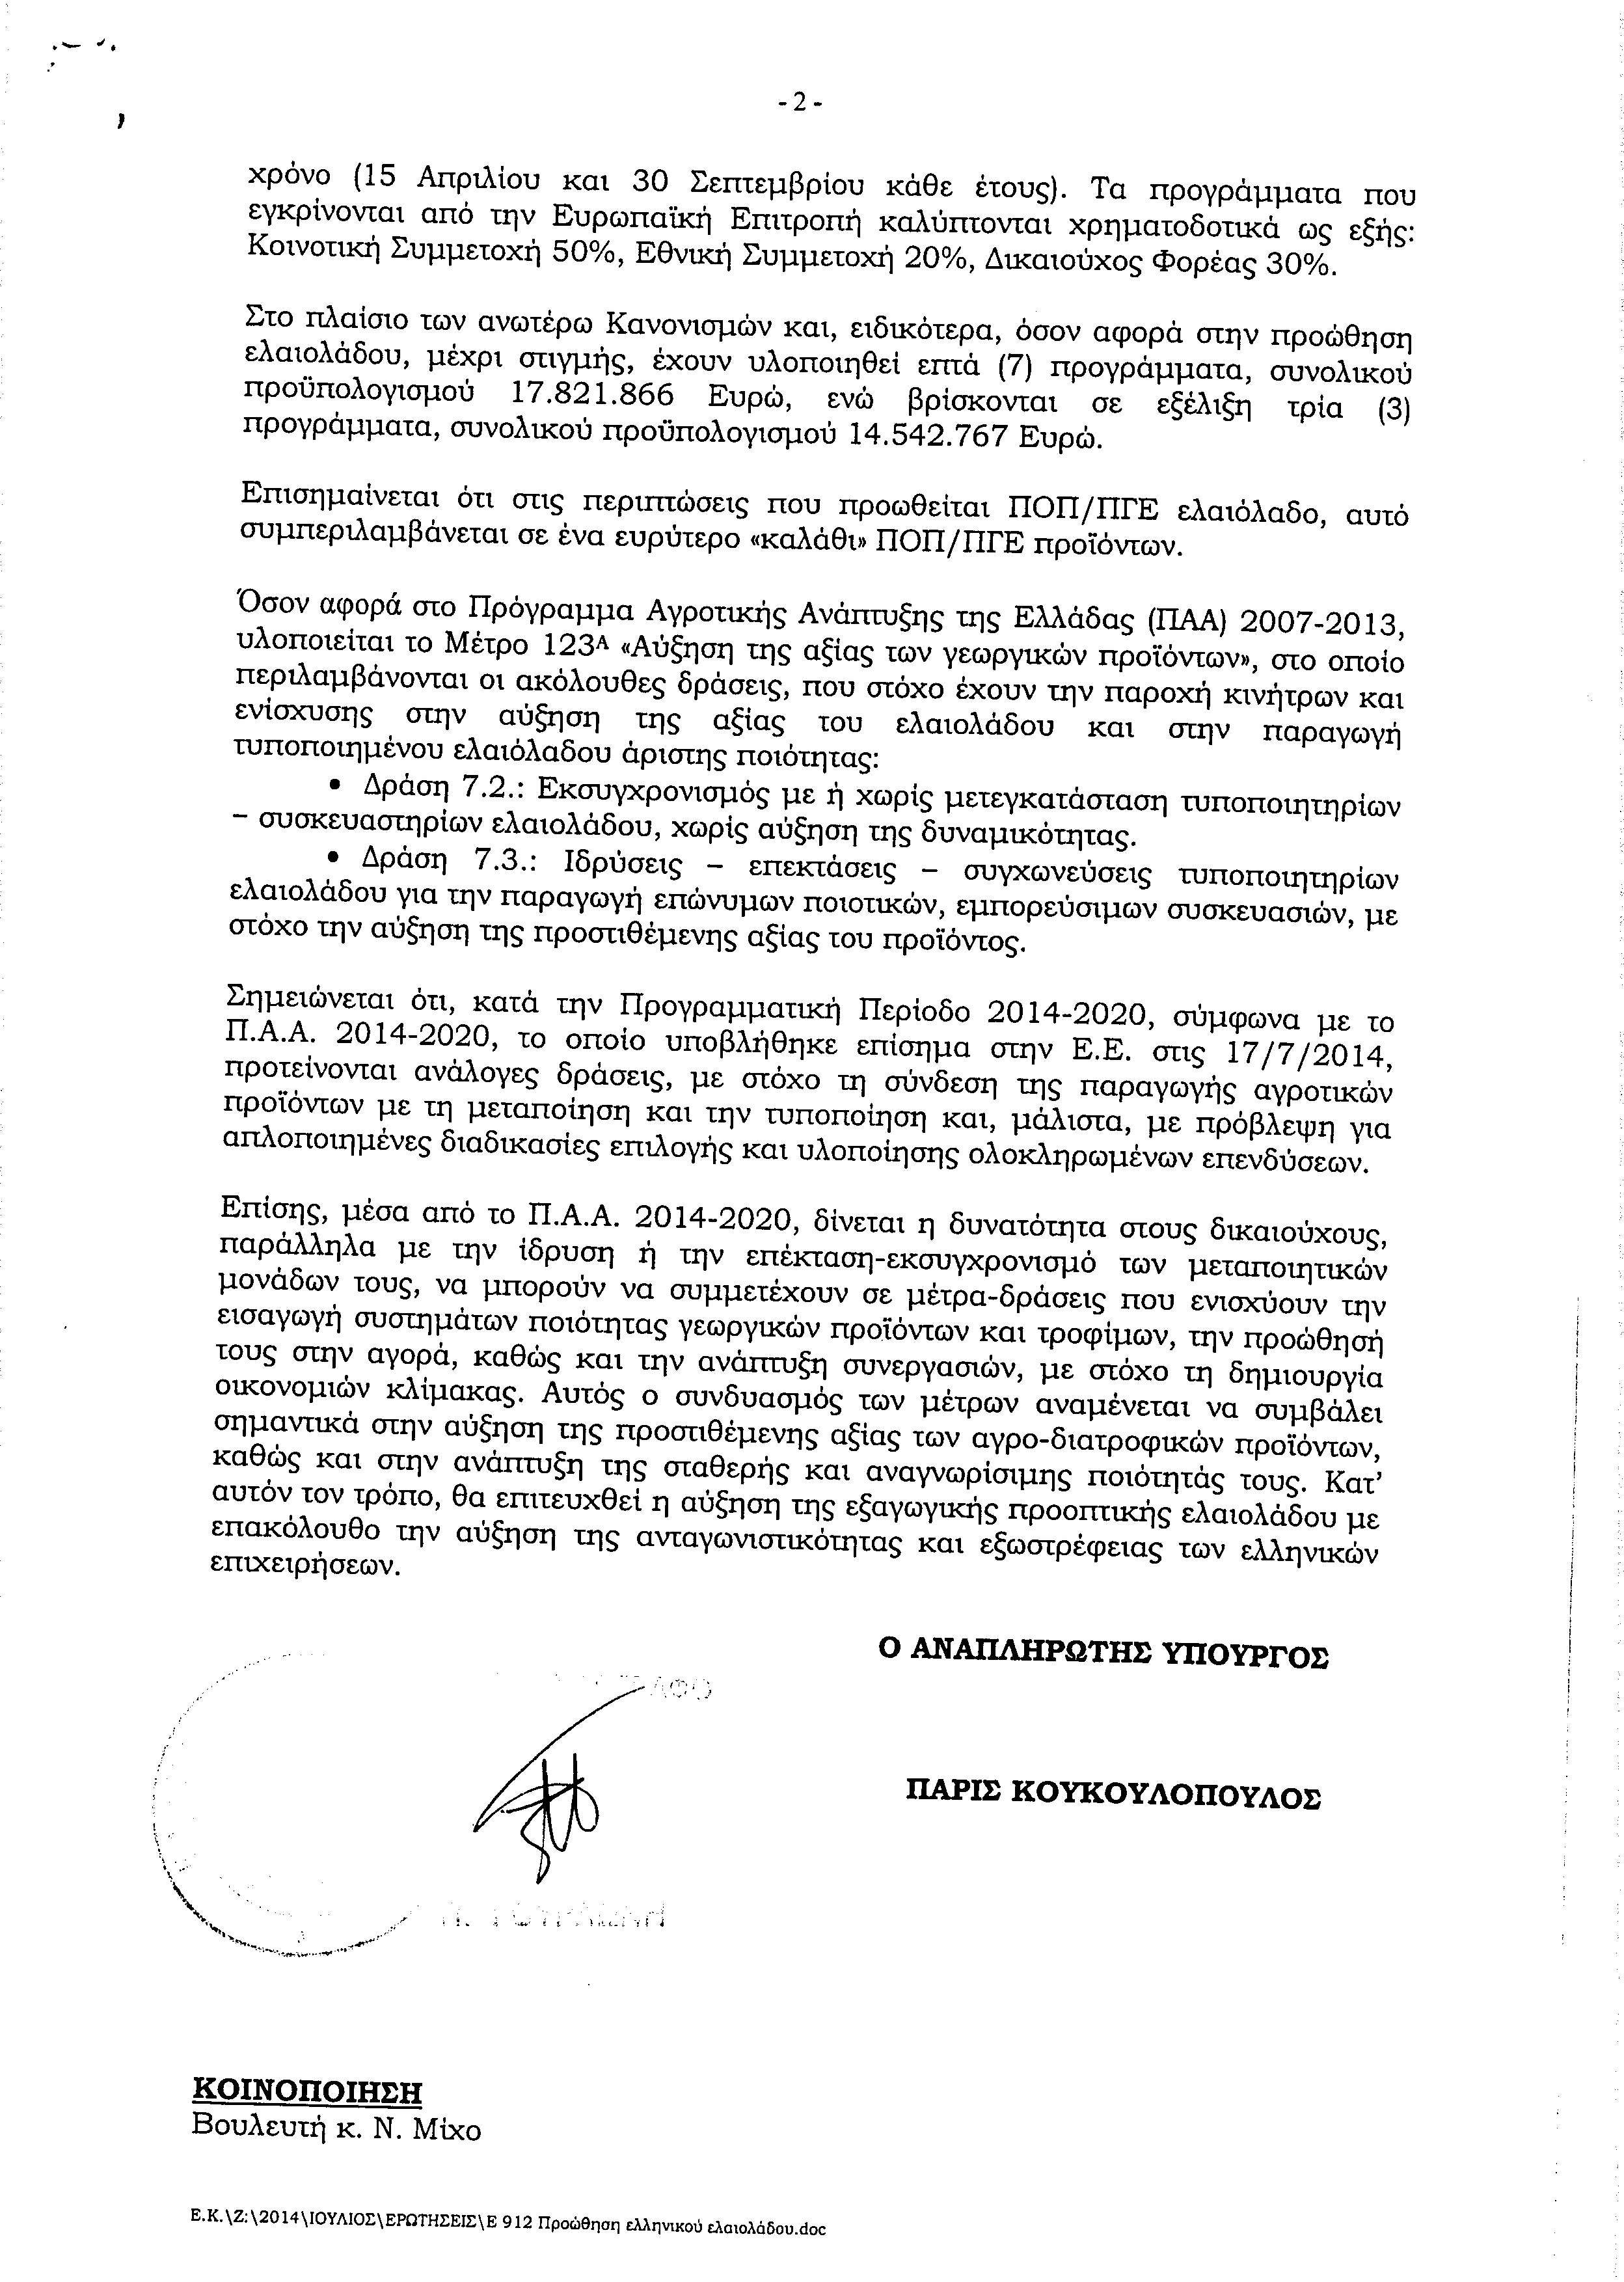 -2-
χρόνο (15 Απριλίου και 30 Σεπτεμβρίου κάθε έτους). Τα προγράμματα που
εγκρίνονται από την Ευρωπαϊκή Επιτροπή καλύπτονται χρηματοδοτικά ως εξής:
Κοινοτική Συμμετοχή 50%, Εθνική Συμμετοχή 20%, Δικαιούχος Φορέας 30%.
Στο πλαίσιο των ανωτέρω Κανονισμών και, ειδικότερα, όσον αφορά στην προώθηση
ελαιολάδου, μέχρι στιγμής, έχουν υλοποιηθεί επτά (7) προγράμματα, συνολικού
προϋπολογισμού 17.821.866 Ευρώ, ενώ βρίσκονται σε εξέλιξη τρία (3)
προγράμματα, συνολικού προϋπολογισμού 14.542.767 Ευρώ.
Επισημαίνεται ότι στις περιπτώσεις που προωθείται ΠΟΠ/ΠΓΕ ελαιόλαδο, αυτό
συμπεριλαμβάνεται σε ένα ευρύτερο «καλάθι» ΠΟΠ/ΠΓΕ προϊόντων.
Όσον αφορά στο Πρόγραμμα Αγροτικής Ανάπτυξης της Ελλάδας (ΠΑΑ) 2007-2013,
υλοποιείται το Μέτρο 123ᴬ «Αύξηση της αξίας των γεωργικών προϊόντων», στο οποίο
περιλαμβάνονται οι ακόλουθες δράσεις, που στόχο έχουν την παροχή κινήτρων και
ενίσχυσης στην αύξηση της αξίας του ελαιολάδου και στην παραγωγή
τυποποιημένου ελαιόλαδου άριστης ποιότητας:
• Δράση 7.2.: Εκσυγχρονισμός με ή χωρίς μετεγκατάσταση τυποποιητηρίων
– συσκευαστηρίων ελαιολάδου, χωρίς αύξηση της δυναμικότητας.
• Δράση 7.3.: Ιδρύσεις – επεκτάσεις – συγχωνεύσεις τυποποιητηρίων
ελαιολάδου για την παραγωγή επώνυμων ποιοτικών, εμπορεύσιμων συσκευασιών, με
στόχο την αύξηση της προστιθέμενης αξίας του προϊόντος.
Σημειώνεται ότι, κατά την Προγραμματική Περίοδο 2014-2020, σύμφωνα με το
Π.Α.Α. 2014-2020, το οποίο υποβλήθηκε επίσημα στην Ε.Ε. στις 17/7/2014,
προτείνονται ανάλογες δράσεις, με στόχο τη σύνδεση της παραγωγής αγροτικών
προϊόντων με τη μεταποίηση και την τυποποίηση και, μάλιστα, με πρόβλεψη για
απλοποιημένες διαδικασίες επιλογής και υλοποίησης ολοκληρωμένων επενδύσεων.
Επίσης, μέσα από το Π.Α.Α. 2014-2020, δίνεται η δυνατότητα στους δικαιούχους,
παράλληλα με την ίδρυση ή την επέκταση-εκσυγχρονισμό των μεταποιητικών
μονάδων τους, να μπορούν να συμμετέχουν σε μέτρα-δράσεις που ενισχύουν την
εισαγωγή συστημάτων ποιότητας γεωργικών προϊόντων και τροφίμων, την προώθησή
τους στην αγορά, καθώς και την ανάπτυξη συνεργασιών, με στόχο τη δημιουργία
οικονομιών κλίμακας. Αυτός ο συνδυασμός των μέτρων αναμένεται να συμβάλει
σημαντικά στην αύξηση της προστιθέμενης αξίας των αγρο-διατροφικών προϊόντων,
καθώς και στην ανάπτυξη της σταθερής και αναγνωρίσιμης ποιότητάς τους. Κατ’
αυτόν τον τρόπο, θα επιτευχθεί η αύξηση της εξαγωγικής προοπτικής ελαιολάδου με
επακόλουθο την αύξηση της ανταγωνιστικότητας και εξωστρέφειας των ελληνικών
επιχειρήσεων.
Ο ΑΝΑΠΛΗΡΩΤΗΣ ΥΠΟΥΡΓΟΣ
ΠΑΡΙΣ ΚΟΥΚΟΥΛΟΠΟΥΛΟΣ
ΚΟΙΝΟΠΟΙΗΣΗ
Βουλευτή κ. Ν. Μίχο
Ε.Κ.\Z:\2014\ΙΟΥΛΙΟΣ\ΕΡΩΤΗΣΕΙΣ\Ε 912 Προώθηση ελληνικού ελαιολάδου.doc